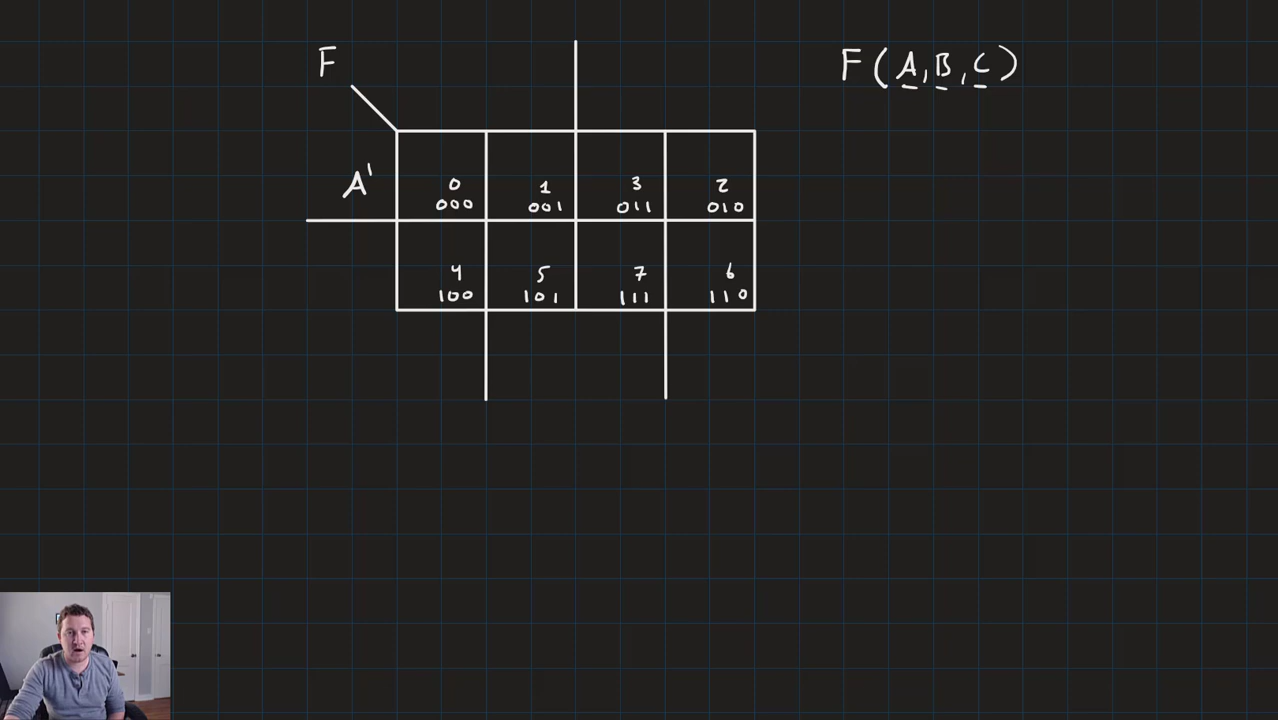 F
F(A,B,C)
A'
0 1 3 2
000 001 011 010
4 5 7 6
100 101 111 110